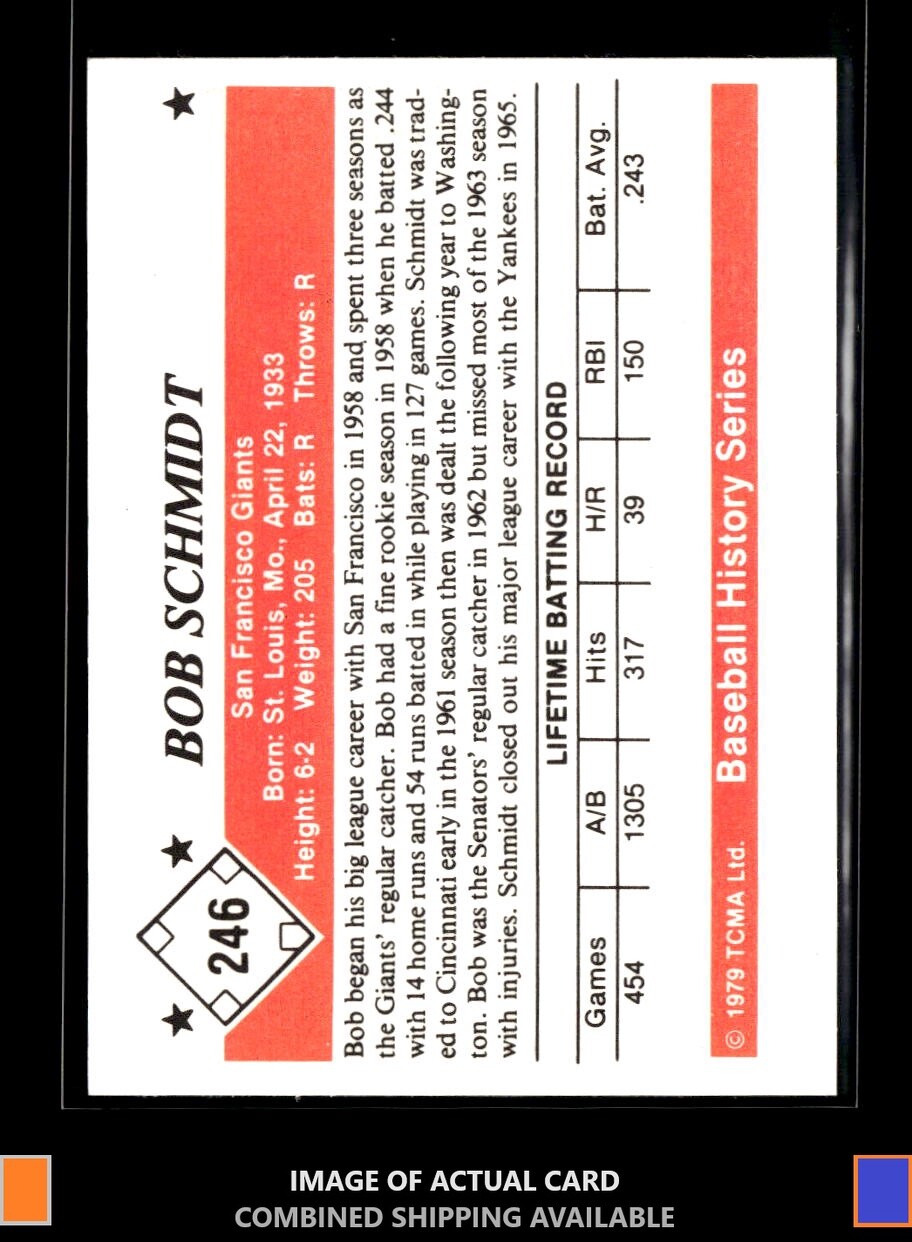 BOB SCHMIDT
246
San Francisco Giants
Born: St. Louis, Mo., April 22, 1933
Height: 6-2 Weight: 205 Bats: R Throws: R
Bob began his big league career with San Francisco in 1958 and spent three seasons as
the Giants' regular catcher. Bob had a fine rookie season in 1958 when he batted .244
with 14 home runs and 54 runs batted in while playing in 127 games. Schmidt was trad-
ed to Cincinnati early in the 1961 season then was dealt the following year to Washing-
ton. Bob was the Senators' regular catcher in 1962 but missed most of the 1963 season
with injuries. Schmidt closed out his major league career with the Yankees in 1965.
LIFETIME BATTING RECORD
Games A/B Hits H/R RBI Bat. Avg.
454 1305 317 39 150 .243
© 1979 TCMA Ltd. Baseball History Series
IMAGE OF ACTUAL CARD
COMBINED SHIPPING AVAILABLE